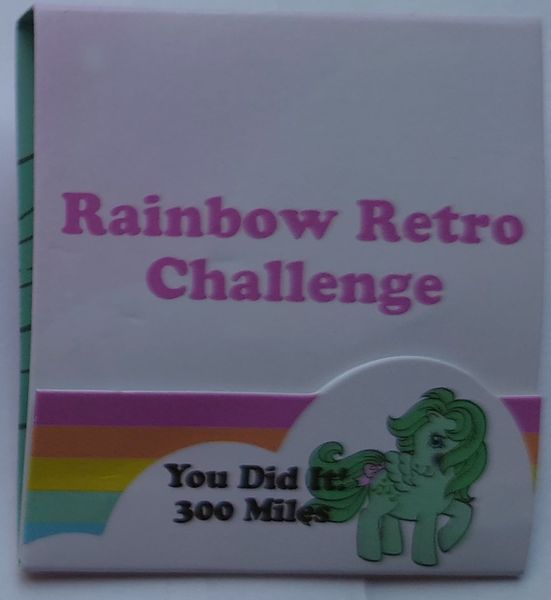 Rainbow Retro
Challenge
You Did It!
300 Miles